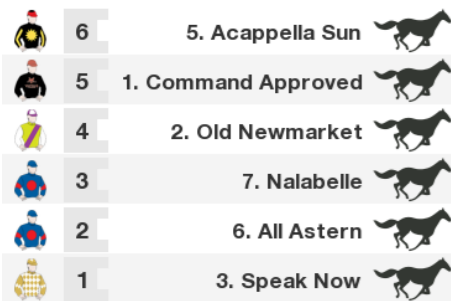 6 5. Acappella Sun
5 1. Command Approved
4 2. Old Newmarket
3 7. Nalabelle
2 6. All Astern
1 3. Speak Now